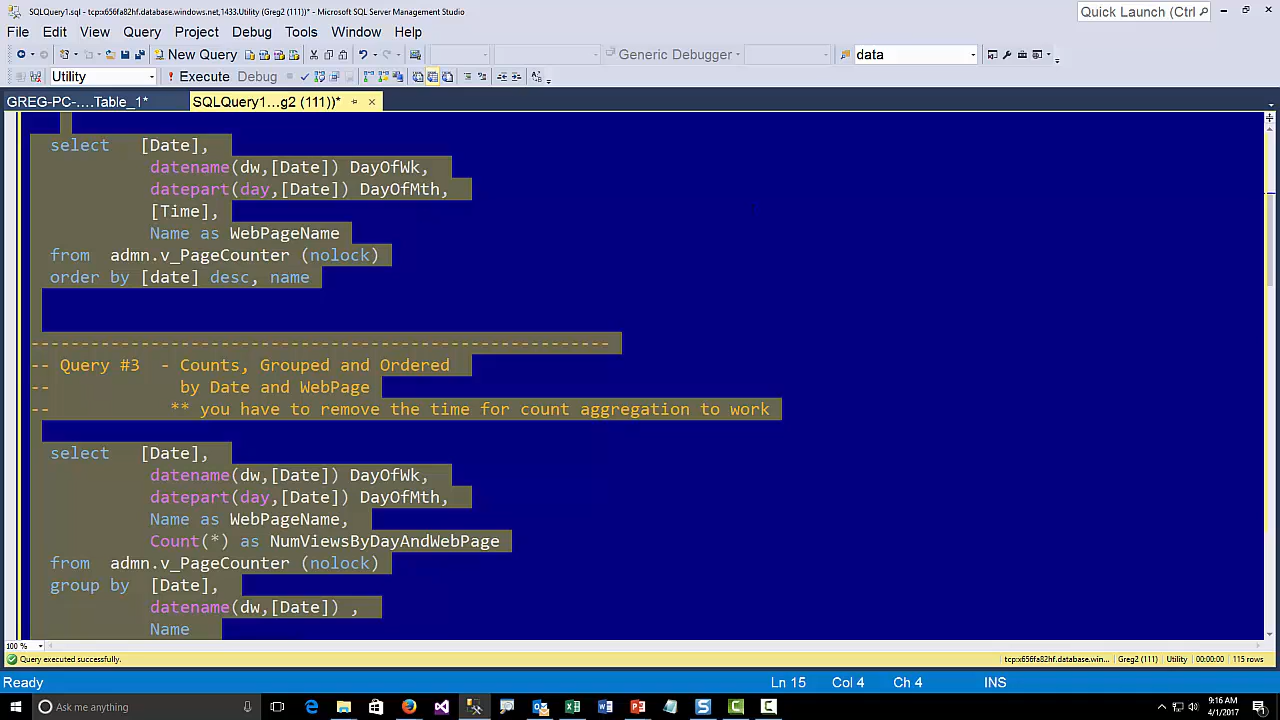 SQLQuery1.sql - tcp:x656fa82hf.database.windows.net,1433.Utility (Greg2 (111))* - Microsoft SQL Server Management Studio
Quick Launch (Ctrl
File Edit View Query Project Debug Tools Window Help
New Query
Generic Debugger
data
Utility
Execute Debug
GREG-PC-....Table_1*
SQLQuery1...g2 (111))*
select [Date],
datename(dw,[Date]) DayOfWk,
datepart(day,[Date]) DayOfMth,
[Time],
Name as WebPageName
from admn.v_PageCounter (nolock)
order by [date] desc, name
----------------------------------------------------------
-- Query #3 - Counts, Grouped and Ordered
-- by Date and WebPage
-- ** you have to remove the time for count aggregation to work
select [Date],
datename(dw,[Date]) DayOfWk,
datepart(day,[Date]) DayOfMth,
Name as WebPageName,
Count(*) as NumViewsByDayAndWebPage
from admn.v_PageCounter (nolock)
group by [Date],
datename(dw,[Date]) ,
Name
100 %
Query executed successfully.
tcp:x656fa82hf.database.win...
Greg2 (111)
Utility
00:00:00
115 rows
Ready
Ln 15
Col 4
Ch 4
INS
Ask me anything
9:16 AM
4/1/2017